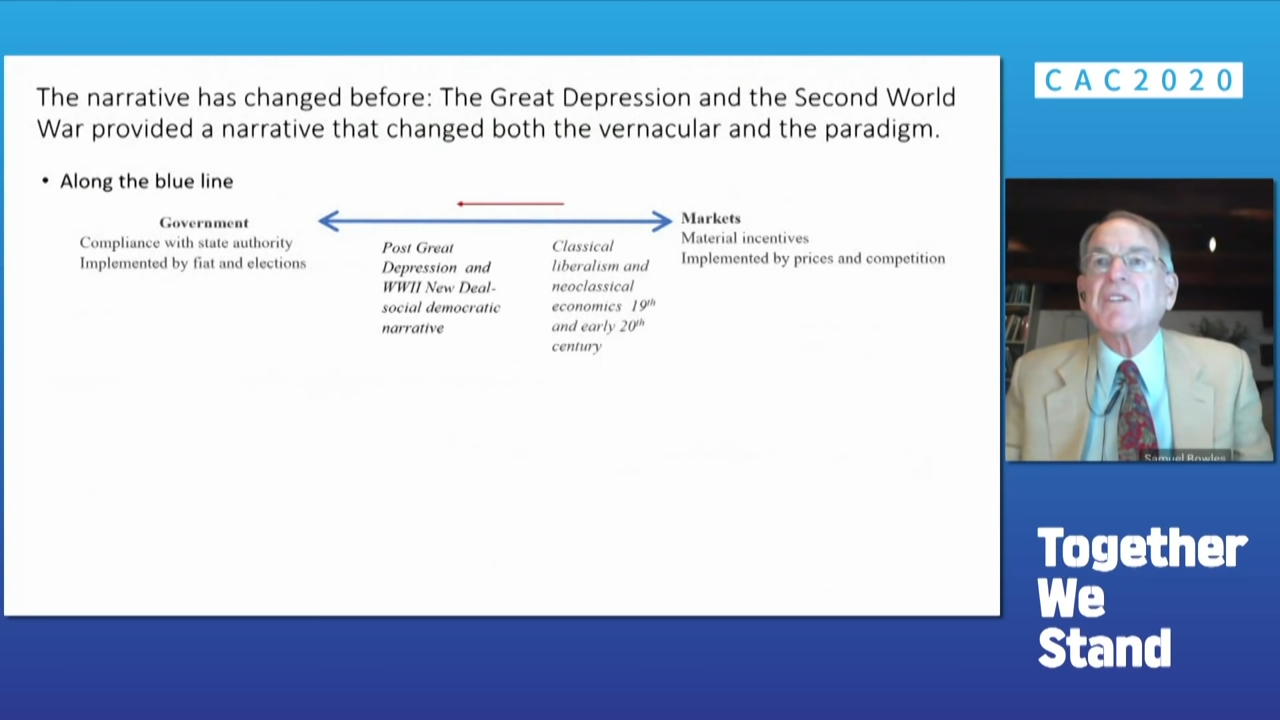 The narrative has changed before: The Great Depression and the Second World
War provided a narrative that changed both the vernacular and the paradigm.
• Along the blue line
Government
Compliance with state authority
Implemented by fiat and elections
Post Great
Depression and
WWII New Deal-
social democratic
narrative
Classical
liberalism and
neoclassical
economics 19th
and early 20th
century
Markets
Material incentives
Implemented by prices and competition
CAC2020
Samuel Bowles
Together
We
Stand